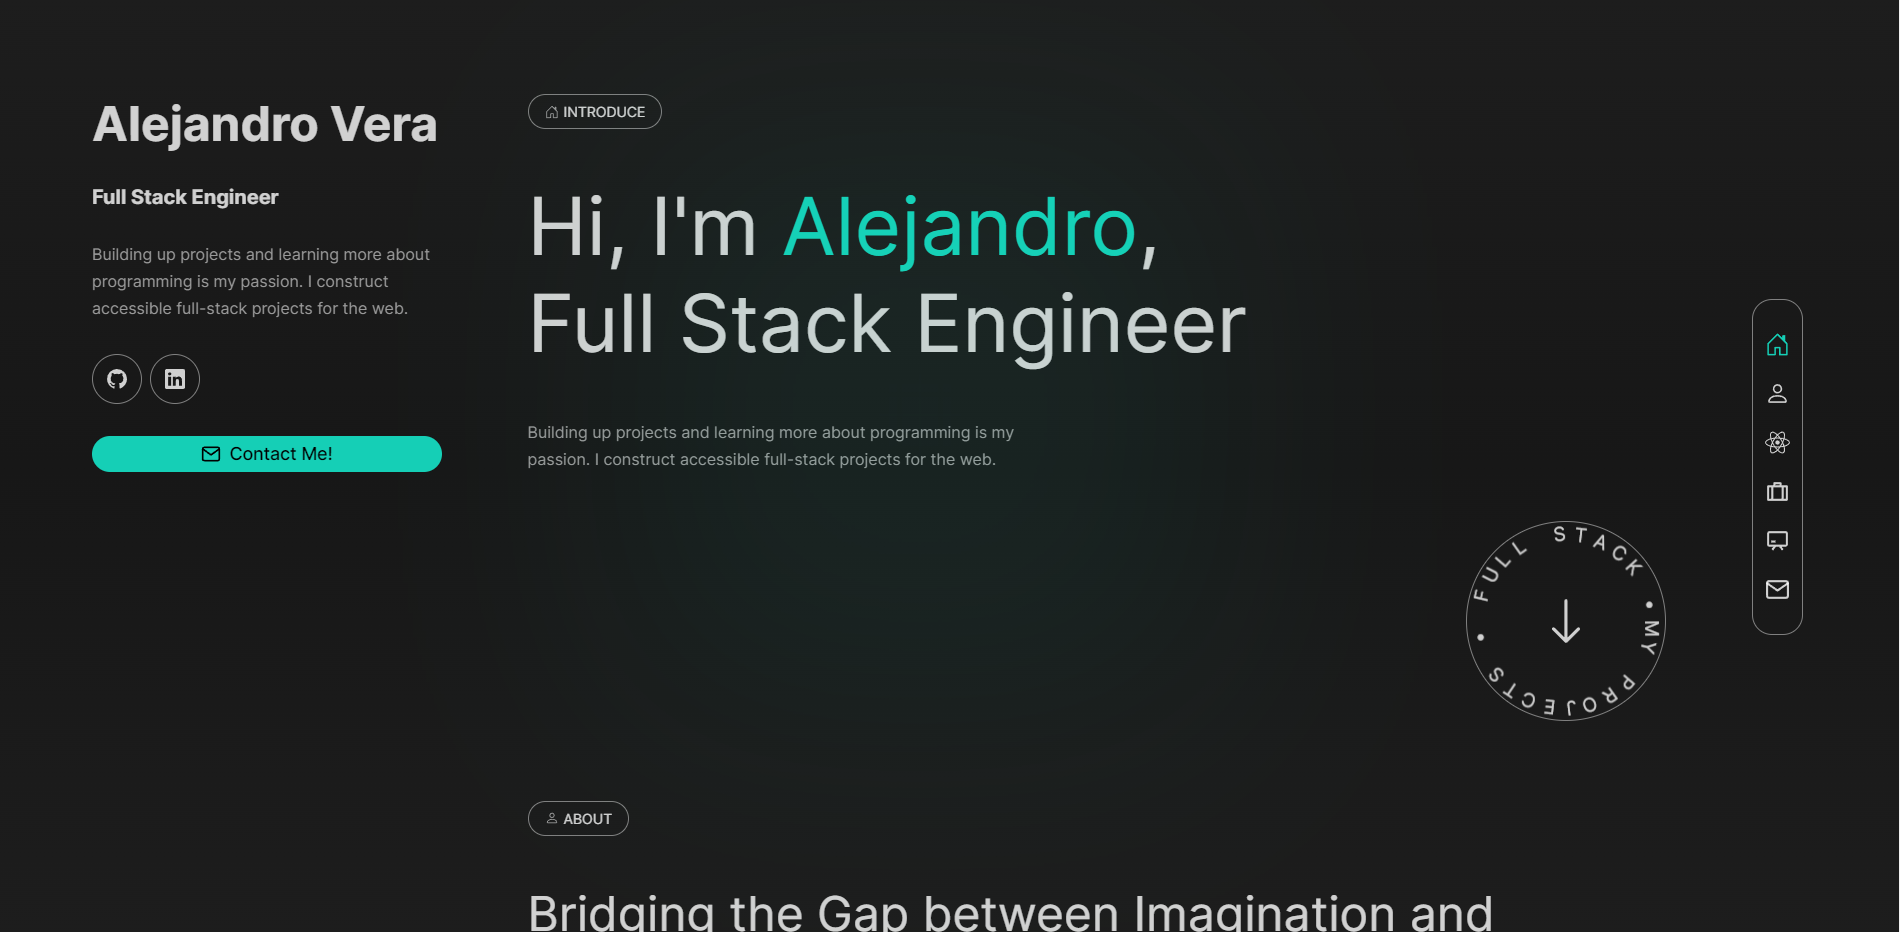 Alejandro Vera
Full Stack Engineer
Building up projects and learning more about
programming is my passion. I construct
accessible full-stack projects for the web.
in
Contact Me!
INTRODUCE
Hi, I'm Alejandro,
Full Stack Engineer
Building up projects and learning more about programming is my
passion. I construct accessible full-stack projects for the web.
FULL STACK • MY PROJECTS •
ABOUT
Bridging the Gap between Imagination and